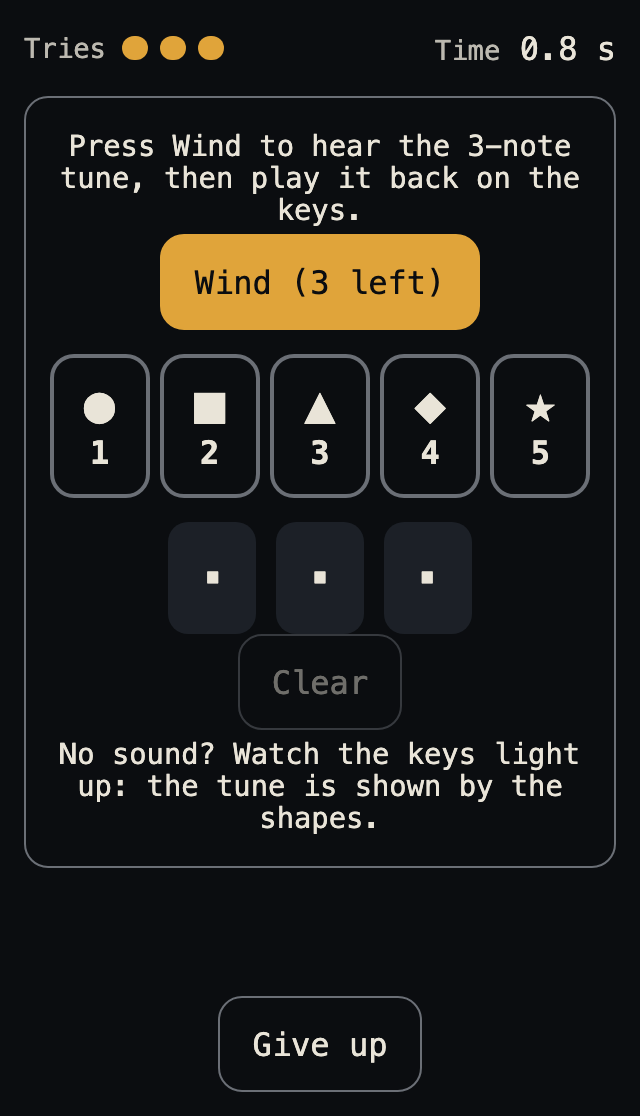 Tries
Time 0.8 s
Press Wind to hear the 3–note
tune, then play it back on the
keys.
Wind (3 left)
1 2 3 4 5
Clear
No sound? Watch the keys light
up: the tune is shown by the
shapes.
Give up